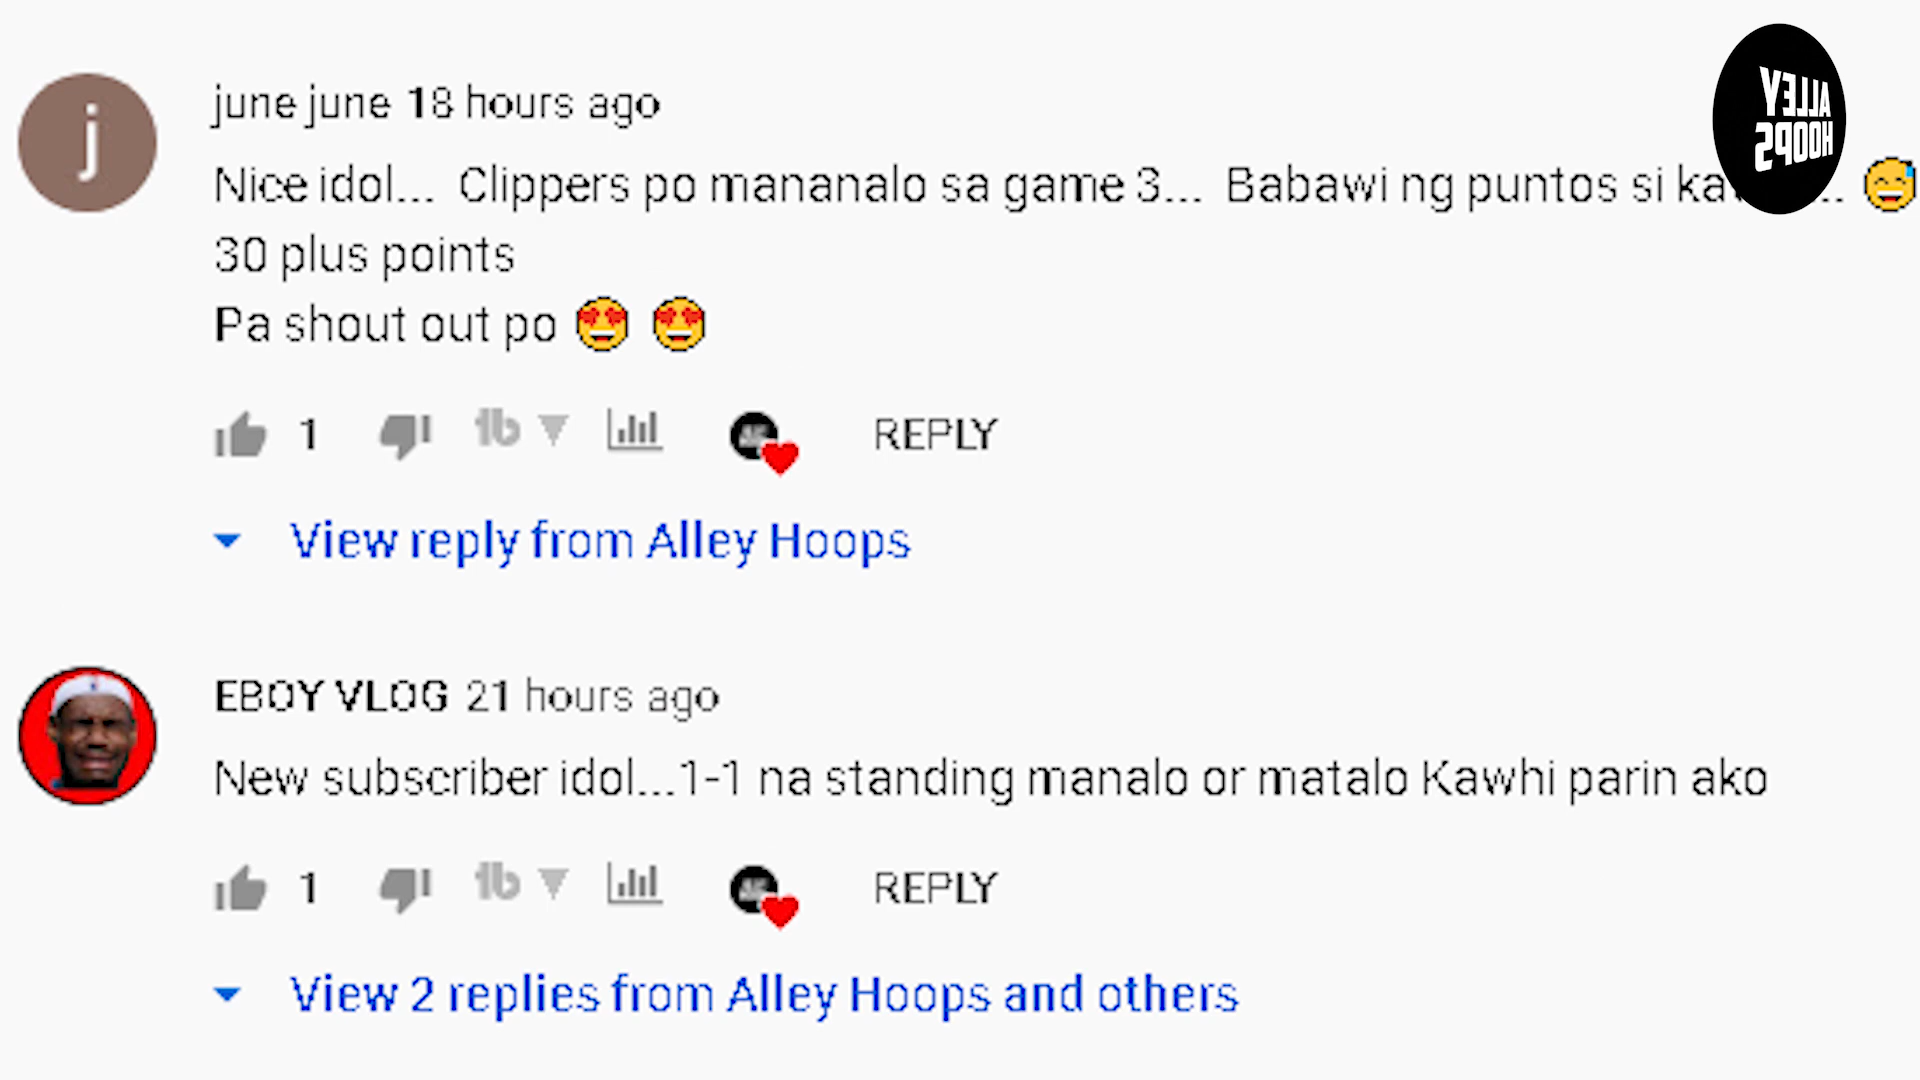 j
june june 18 hours ago
ALLEY
HOOPS
Nice idol... Clippers po mananalo sa game 3... Babawi ng puntos si
30 plus points
Pa shout out po
1
REPLY
View reply from Alley Hoops
EBOY VLOG 21 hours ago
New subscriber idol...1-1 na standing manalo or matalo Kawhi parin ako
1
REPLY
View 2 replies from Alley Hoops and others